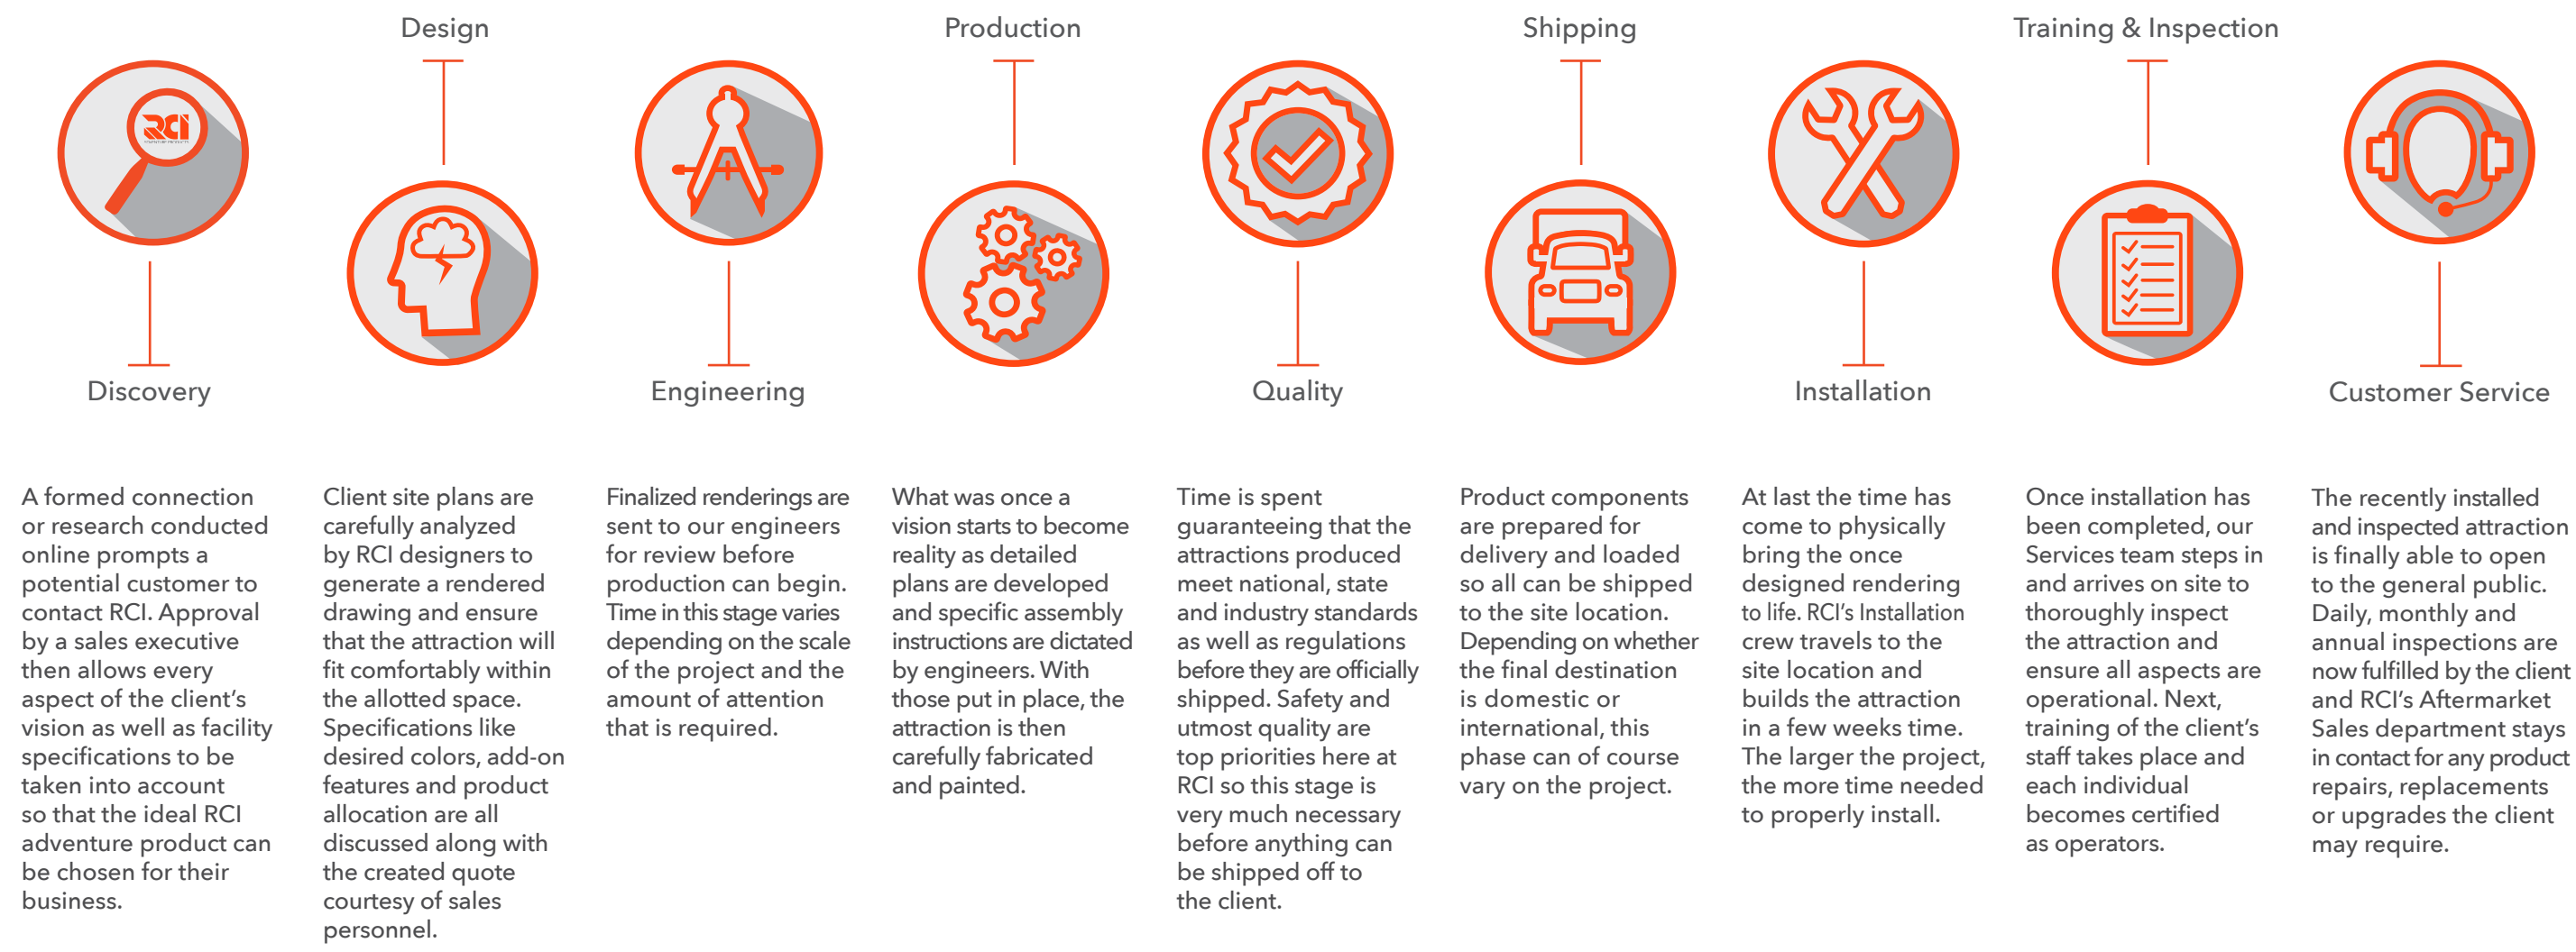 Design
Production
Shipping
Training & Inspection
RCI
Discovery
Engineering
Quality
Installation
Customer Service
A formed connection
or research conducted
online prompts a
potential customer to
contact RCI. Approval
by a sales executive
then allows every
aspect of the client’s
vision as well as facility
specifications to be
taken into account
so that the ideal RCI
adventure product can
be chosen for their
business.
Client site plans are
carefully analyzed
by RCI designers to
generate a rendered
drawing and ensure
that the attraction will
fit comfortably within
the allotted space.
Specifications like
desired colors, add-on
features and product
allocation are all
discussed along with
the created quote
courtesy of sales
personnel.
Finalized renderings are
sent to our engineers
for review before
production can begin.
Time in this stage varies
depending on the scale
of the project and the
amount of attention
that is required.
What was once a
vision starts to become
reality as detailed
plans are developed
and specific assembly
instructions are dictated
by engineers. With
those put in place, the
attraction is then
carefully fabricated
and painted.
Time is spent
guaranteeing that the
attractions produced
meet national, state
and industry standards
as well as regulations
before they are officially
shipped. Safety and
utmost quality are
top priorities here at
RCI so this stage is
very much necessary
before anything can
be shipped off to
the client.
Product components
are prepared for
delivery and loaded
so all can be shipped
to the site location.
Depending on whether
the final destination
is domestic or
international, this
phase can of course
vary on the project.
At last the time has
come to physically
bring the once
designed rendering
to life. RCI’s Installation
crew travels to the
site location and
builds the attraction
in a few weeks time.
The larger the project,
the more time needed
to properly install.
Once installation has
been completed, our
Services team steps in
and arrives on site to
thoroughly inspect
the attraction and
ensure all aspects are
operational. Next,
training of the client’s
staff takes place and
each individual
becomes certified
as operators.
The recently installed
and inspected attraction
is finally able to open
to the general public.
Daily, monthly and
annual inspections are
now fulfilled by the client
and RCI’s Aftermarket
Sales department stays
in contact for any product
repairs, replacements
or upgrades the client
may require.